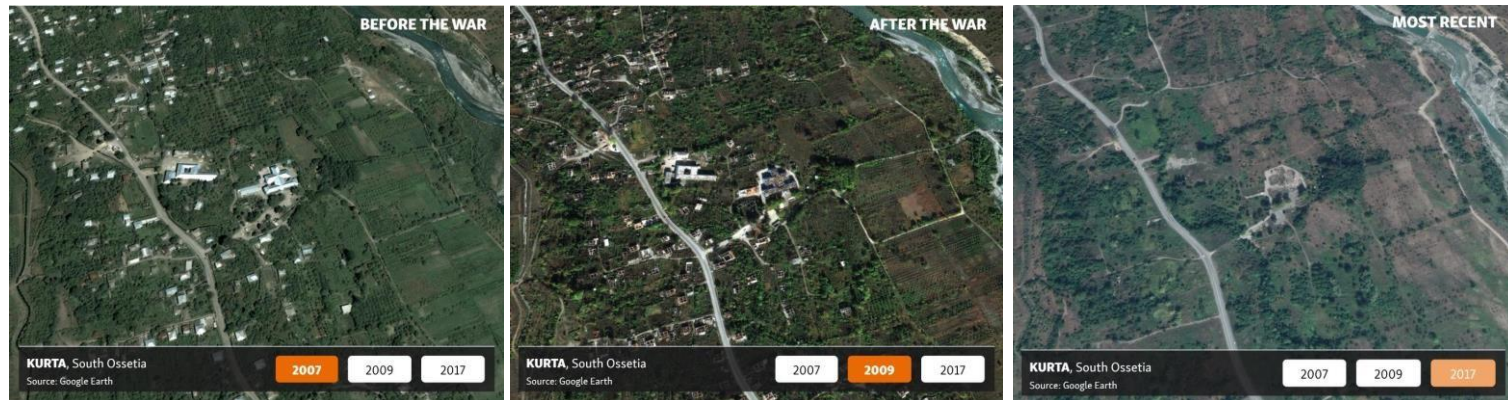 BEFORE THE WAR
KURTA, South Ossetia
Source: Google Earth
2007 2009 2017
AFTER THE WAR
KURTA, South Ossetia
Source: Google Earth
2007 2009 2017
MOST RECENT
KURTA, South Ossetia
Source: Google Earth
2007 2009 2017